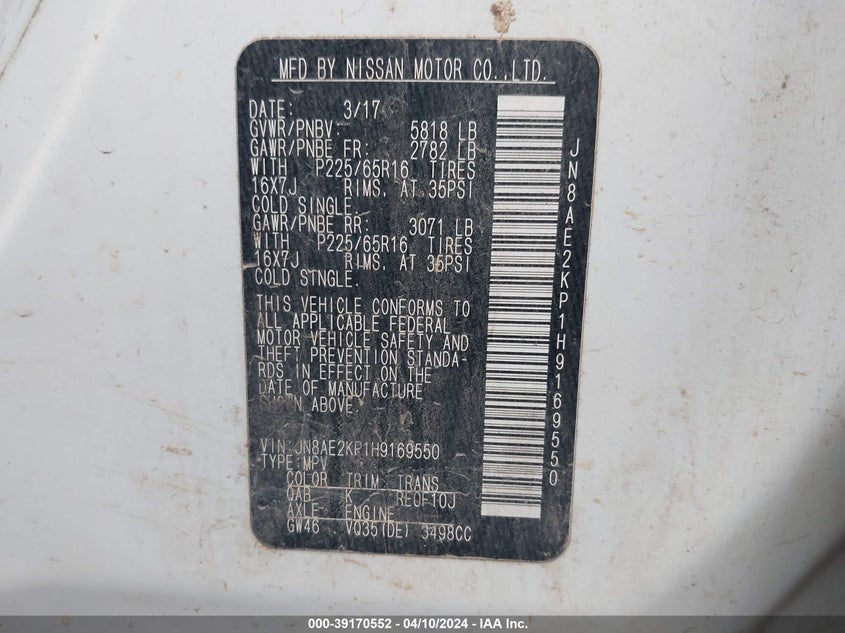 MFD BY NISSAN MOTOR CO.,LTD.
DATE: 3/17
GVWR/PNBV: 5818 LB
GAWR/PNBE FR: 2782 LB
WITH P225/65R16 TIRES
16X7J RIMS, AT 35PSI
COLD SINGLE.
GAWR/PNBE RR: 3071 LB
WITH P225/65R16 TIRES
16X7J RIMS, AT 35PSI
COLD SINGLE.
THIS VEHICLE CONFORMS TO
ALL APPLICABLE FEDERAL
MOTOR VEHICLE SAFETY AND
THEFT PREVENTION STANDA-
RDS IN EFFECT ON THE
DATE OF MANUFACTURE
SHOWN ABOVE.
VIN:JN8AE2KP1H9169550
TYPE:MPV
COLOR TRIM TRANS
QAB K RE0F10J
AXLE ENGINE
GW46 VQ35(DE) 3498CC
JN8AE2KP1H9169550
000-39170552 - 04/10/2024 - IAA Inc.